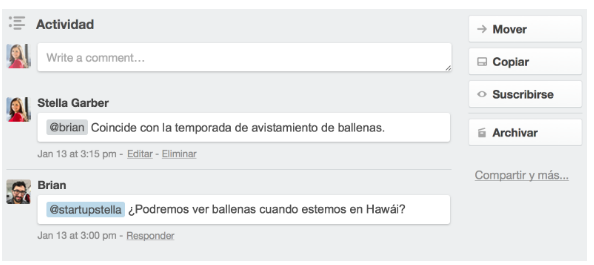 Actividad
Write a comment…
Stella Garber
@brian Coincide con la temporada de avistamiento de ballenas.
Jan 13 at 3:15 pm - Editar - Eliminar
Brian
@startupstella ¿Podremos ver ballenas cuando estemos en Hawái?
Jan 13 at 3:00 pm - Responder
Mover
Copiar
Suscribirse
Archivar
Compartir y más...